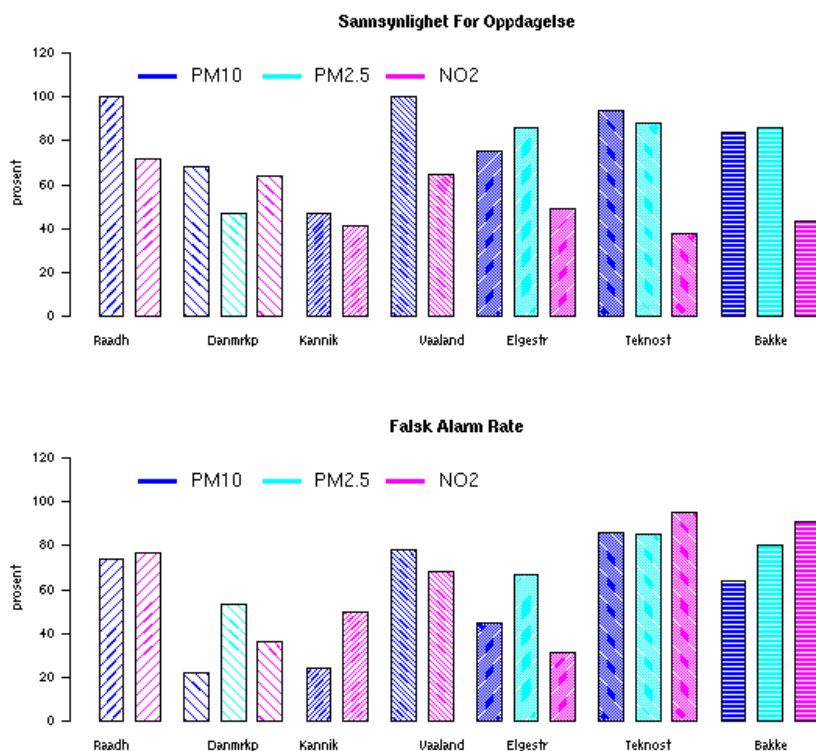 Sannsynlighet For Oppdagelse
120
PM10 PM2.5 NO2
100
80
prosent
60
40
20
0
Raadh Danmrkp Kannik Vaaland Elgestr Teknost Bakke
Falsk Alarm Rate
120
PM10 PM2.5 NO2
100
80
prosent
60
40
20
0
Raadh Danmrkp Kannik Vaaland Elgestr Teknost Bakke